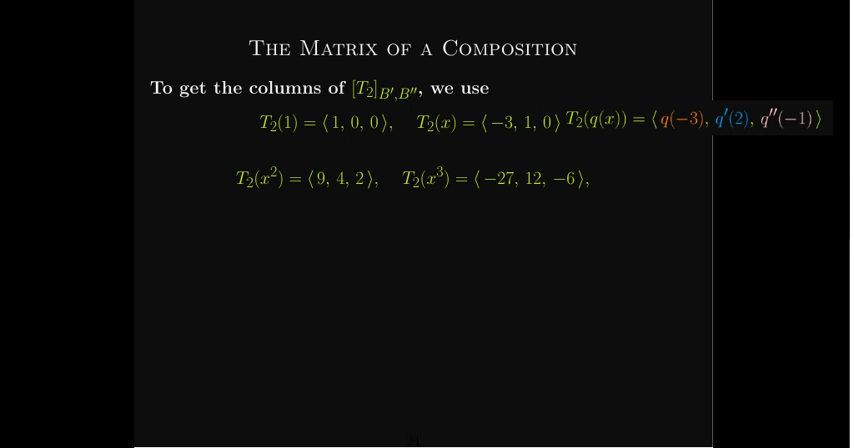 THE MATRIX OF A COMPOSITION
To get the columns of [T₂]_{B′,B″}, we use
T₂(1) = ⟨1, 0, 0⟩, T₂(x) = ⟨−3, 1, 0⟩ T₂(q(x)) = ⟨q(−3), q′(2), q″(−1)⟩
T₂(x²) = ⟨9, 4, 2⟩, T₂(x³) = ⟨−27, 12, −6⟩,